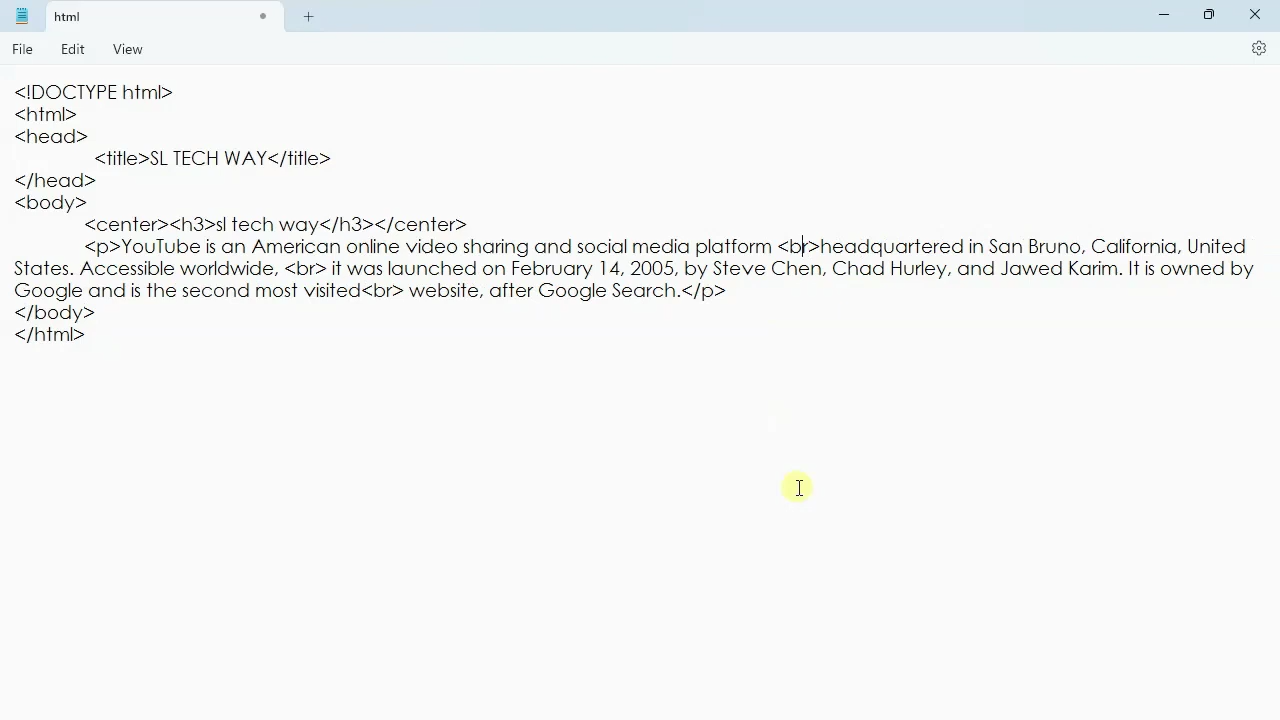 html
File Edit View
<!DOCTYPE html>
<html>
<head>
<title>SL TECH WAY</title>
</head>
<body>
<center><h3>sl tech way</h3></center>
<p>YouTube is an American online video sharing and social media platform <br>headquartered in San Bruno, California, United
States. Accessible worldwide, <br> it was launched on February 14, 2005, by Steve Chen, Chad Hurley, and Jawed Karim. It is owned by
Google and is the second most visited<br> website, after Google Search.</p>
</body>
</html>